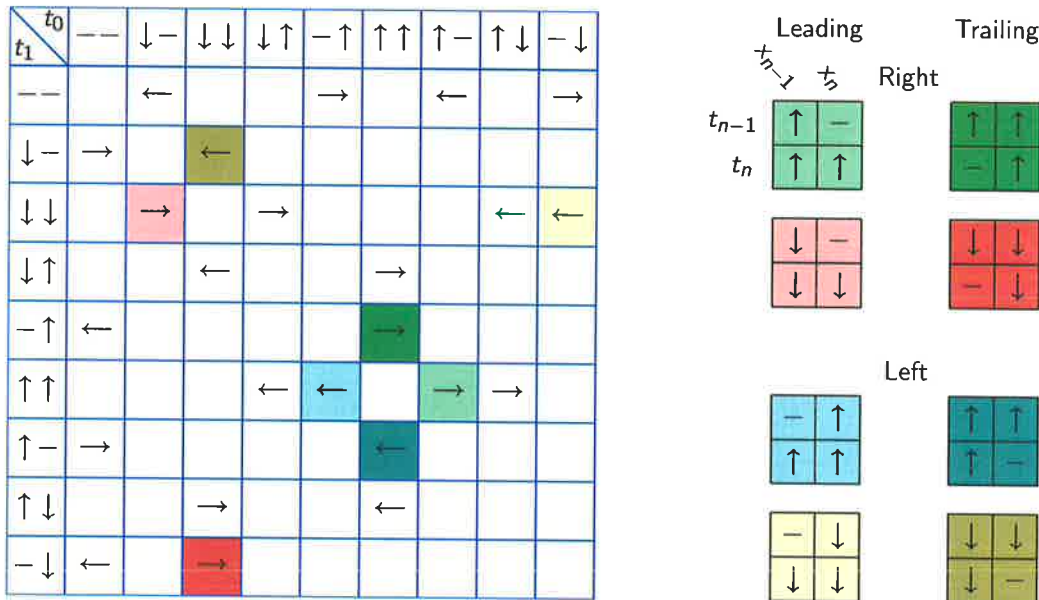 t₀ −− ↓− ↓↓ ↓↑ −↑ ↑↑ ↑− ↑↓ −↓
t₁
−− ← → ← →
↓− → ←
↓↓ → → ← ←
↓↑ ← →
−↑ ← →
↑↑ ← ← → →
↑− → ←
↑↓ → ←
−↓ ← →
Leading Trailing
xₙ₋₁ xₙ Right
tₙ₋₁ ↑ − ↑ ↑
tₙ ↑ ↑ − ↑
↓ − ↓ ↓
↓ ↓ − ↓
Left
− ↑ ↑ ↑
↑ ↑ ↑ −
− ↓ ↓ ↓
↓ ↓ ↓ −